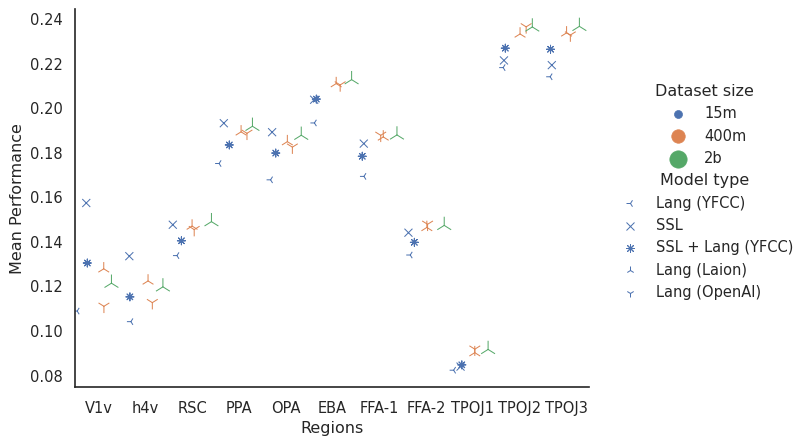 0.24
0.22
0.20
0.18
0.16
0.14
0.12
0.10
0.08
Mean Performance
V1v h4v RSC PPA OPA EBA FFA-1 FFA-2 TPOJ1 TPOJ2 TPOJ3
Regions
Dataset size
15m
400m
2b
Model type
Lang (YFCC)
SSL
SSL + Lang (YFCC)
Lang (Laion)
Lang (OpenAI)